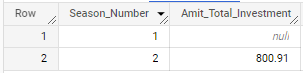 Row Season_Number Amit_Total_Investment
1 1 null
2 2 800.91